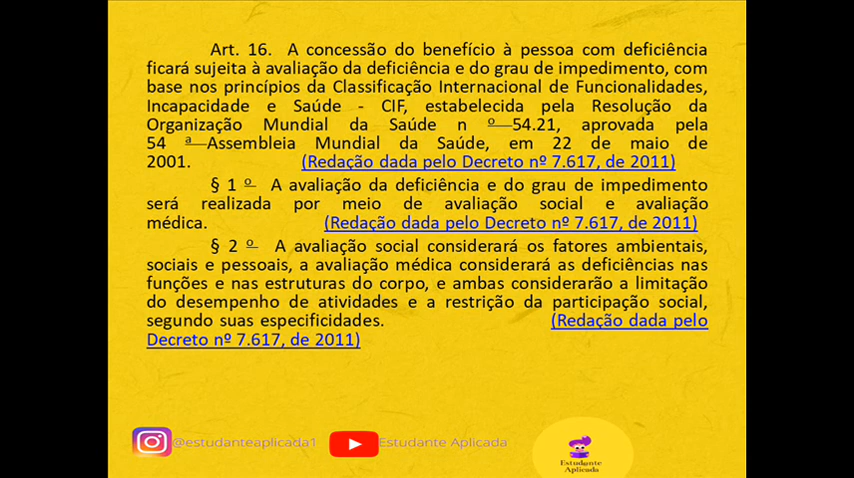 Art. 16. A concessão do benefício à pessoa com deficiência
ficará sujeita à avaliação da deficiência e do grau de impedimento, com
base nos princípios da Classificação Internacional de Funcionalidades,
Incapacidade e Saúde - CIF, estabelecida pela Resolução da
Organização Mundial da Saúde n º 54.21, aprovada pela
54 ª Assembleia Mundial da Saúde, em 22 de maio de
2001. (Redação dada pelo Decreto nº 7.617, de 2011)
§ 1 º A avaliação da deficiência e do grau de impedimento
será realizada por meio de avaliação social e avaliação
médica. (Redação dada pelo Decreto nº 7.617, de 2011)
§ 2 º A avaliação social considerará os fatores ambientais,
sociais e pessoais, a avaliação médica considerará as deficiências nas
funções e nas estruturas do corpo, e ambas considerarão a limitação
do desempenho de atividades e a restrição da participação social,
segundo suas especificidades. (Redação dada pelo
Decreto nº 7.617, de 2011)
@estudanteaplicada1 Estudante Aplicada
Estudante
Aplicada